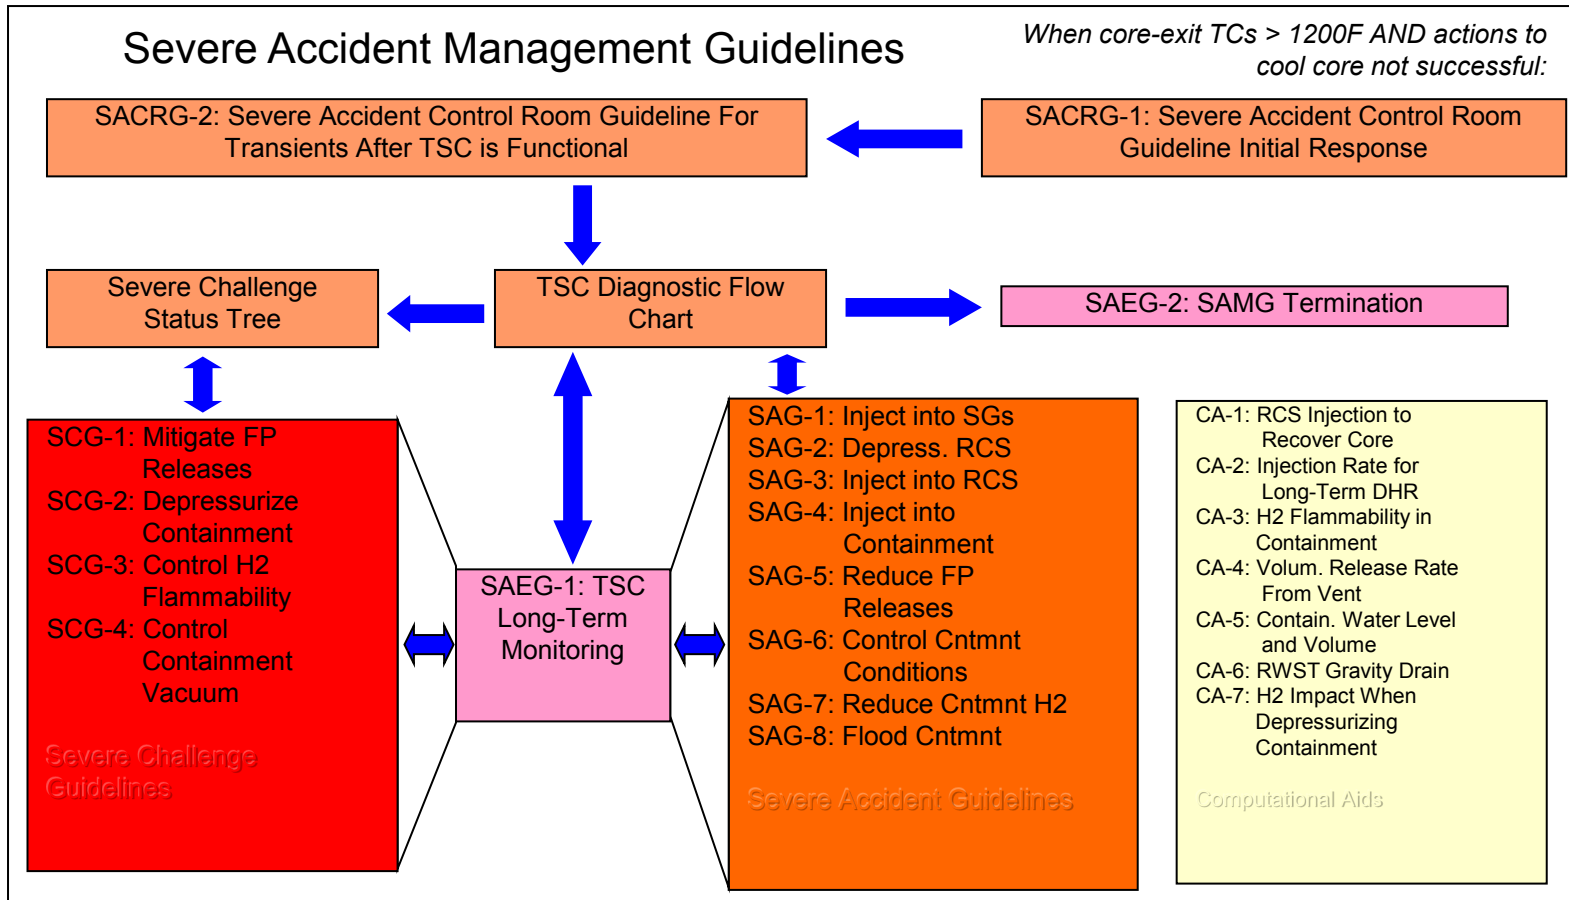 Severe Accident Management Guidelines
When core-exit TCs > 1200F AND actions to
cool core not successful:
SACRG-2: Severe Accident Control Room Guideline For
Transients After TSC is Functional
SACRG-1: Severe Accident Control Room
Guideline Initial Response
Severe Challenge
Status Tree
TSC Diagnostic Flow
Chart
SAEG-2: SAMG Termination
SCG-1: Mitigate FP
Releases
SCG-2: Depressurize
Containment
SCG-3: Control H2
Flammability
SCG-4: Control
Containment
Vacuum
Severe Challenge
Guidelines
SAEG-1: TSC
Long-Term
Monitoring
SAG-1: Inject into SGs
SAG-2: Depress. RCS
SAG-3: Inject into RCS
SAG-4: Inject into
Containment
SAG-5: Reduce FP
Releases
SAG-6: Control Cntmnt
Conditions
SAG-7: Reduce Cntmnt H2
SAG-8: Flood Cntmnt
Severe Accident Guidelines
CA-1: RCS Injection to
Recover Core
CA-2: Injection Rate for
Long-Term DHR
CA-3: H2 Flammability in
Containment
CA-4: Volum. Release Rate
From Vent
CA-5: Contain. Water Level
and Volume
CA-6: RWST Gravity Drain
CA-7: H2 Impact When
Depressurizing
Containment
Computational Aids